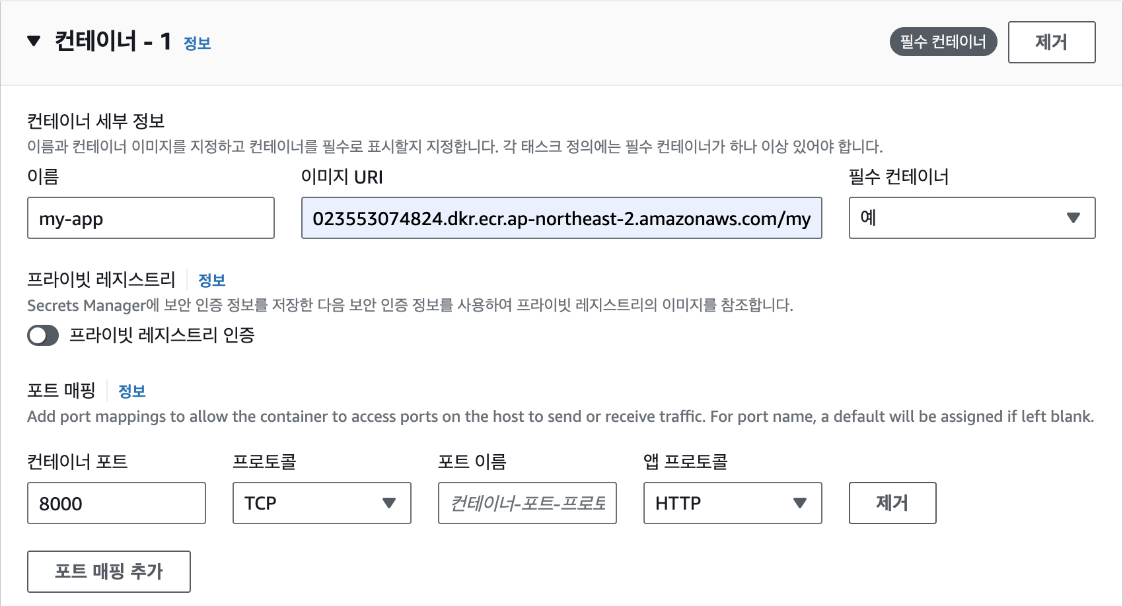 ▼ 컨테이너 - 1 정보 필수 컨테이너 제거
컨테이너 세부 정보
이름과 컨테이너 이미지를 지정하고 컨테이너를 필수로 표시할지 지정합니다. 각 태스크 정의에는 필수 컨테이너가 하나 이상 있어야 합니다.
이름 이미지 URI 필수 컨테이너
my-app 023553074824.dkr.ecr.ap-northeast-2.amazonaws.com/my 예
프라이빗 레지스트리 정보
Secrets Manager에 보안 인증 정보를 저장한 다음 보안 인증 정보를 사용하여 프라이빗 레지스트리의 이미지를 참조합니다.
프라이빗 레지스트리 인증
포트 매핑 정보
Add port mappings to allow the container to access ports on the host to send or receive traffic. For port name, a default will be assigned if left blank.
컨테이너 포트 프로토콜 포트 이름 앱 프로토콜
8000 TCP 컨테이너-포트-프로토 HTTP 제거
포트 매핑 추가